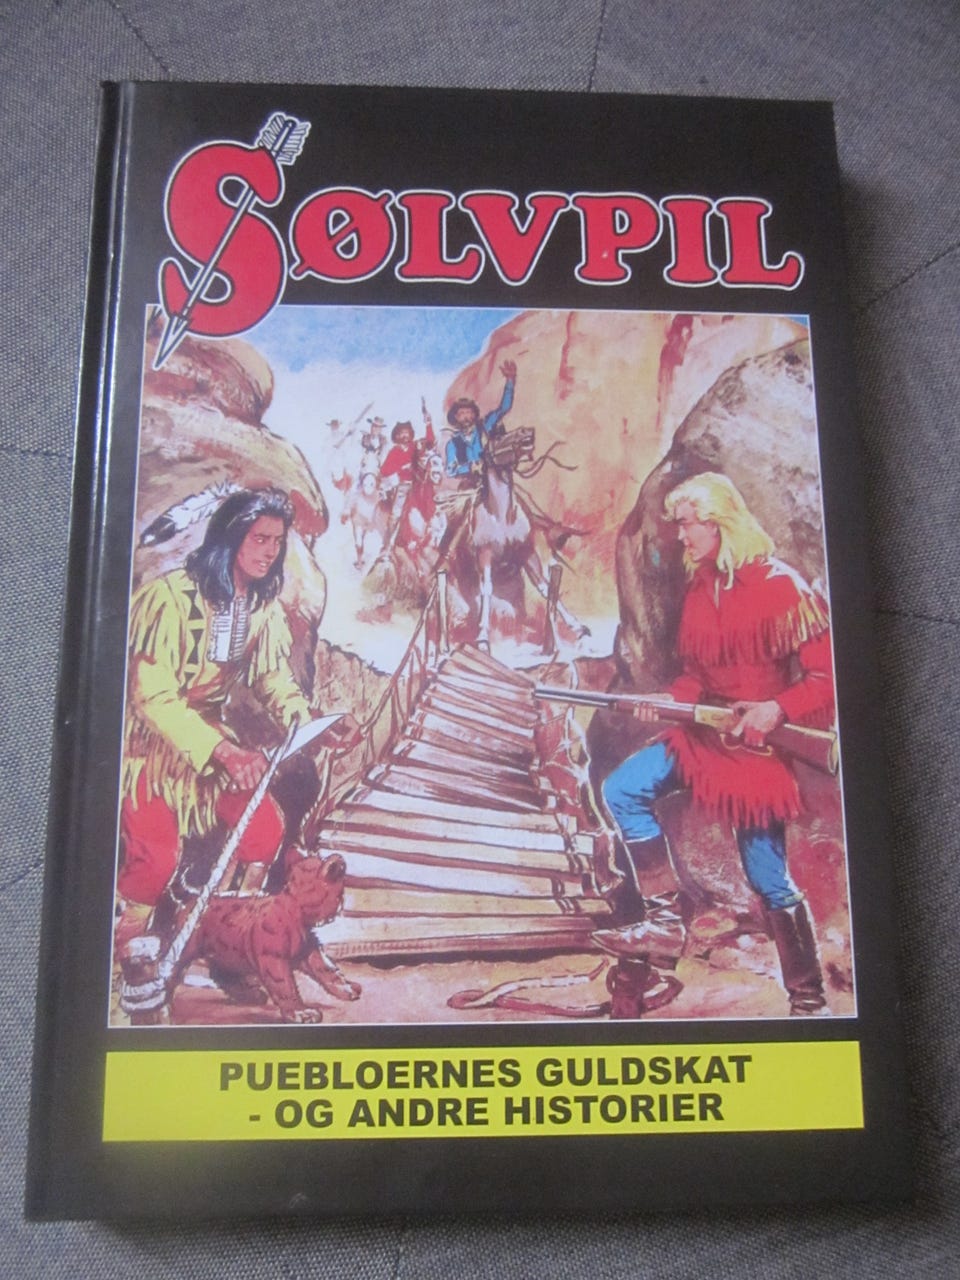 SØLVPIL
PUEBLOERNES GULDSKAT
- OG ANDRE HISTORIER